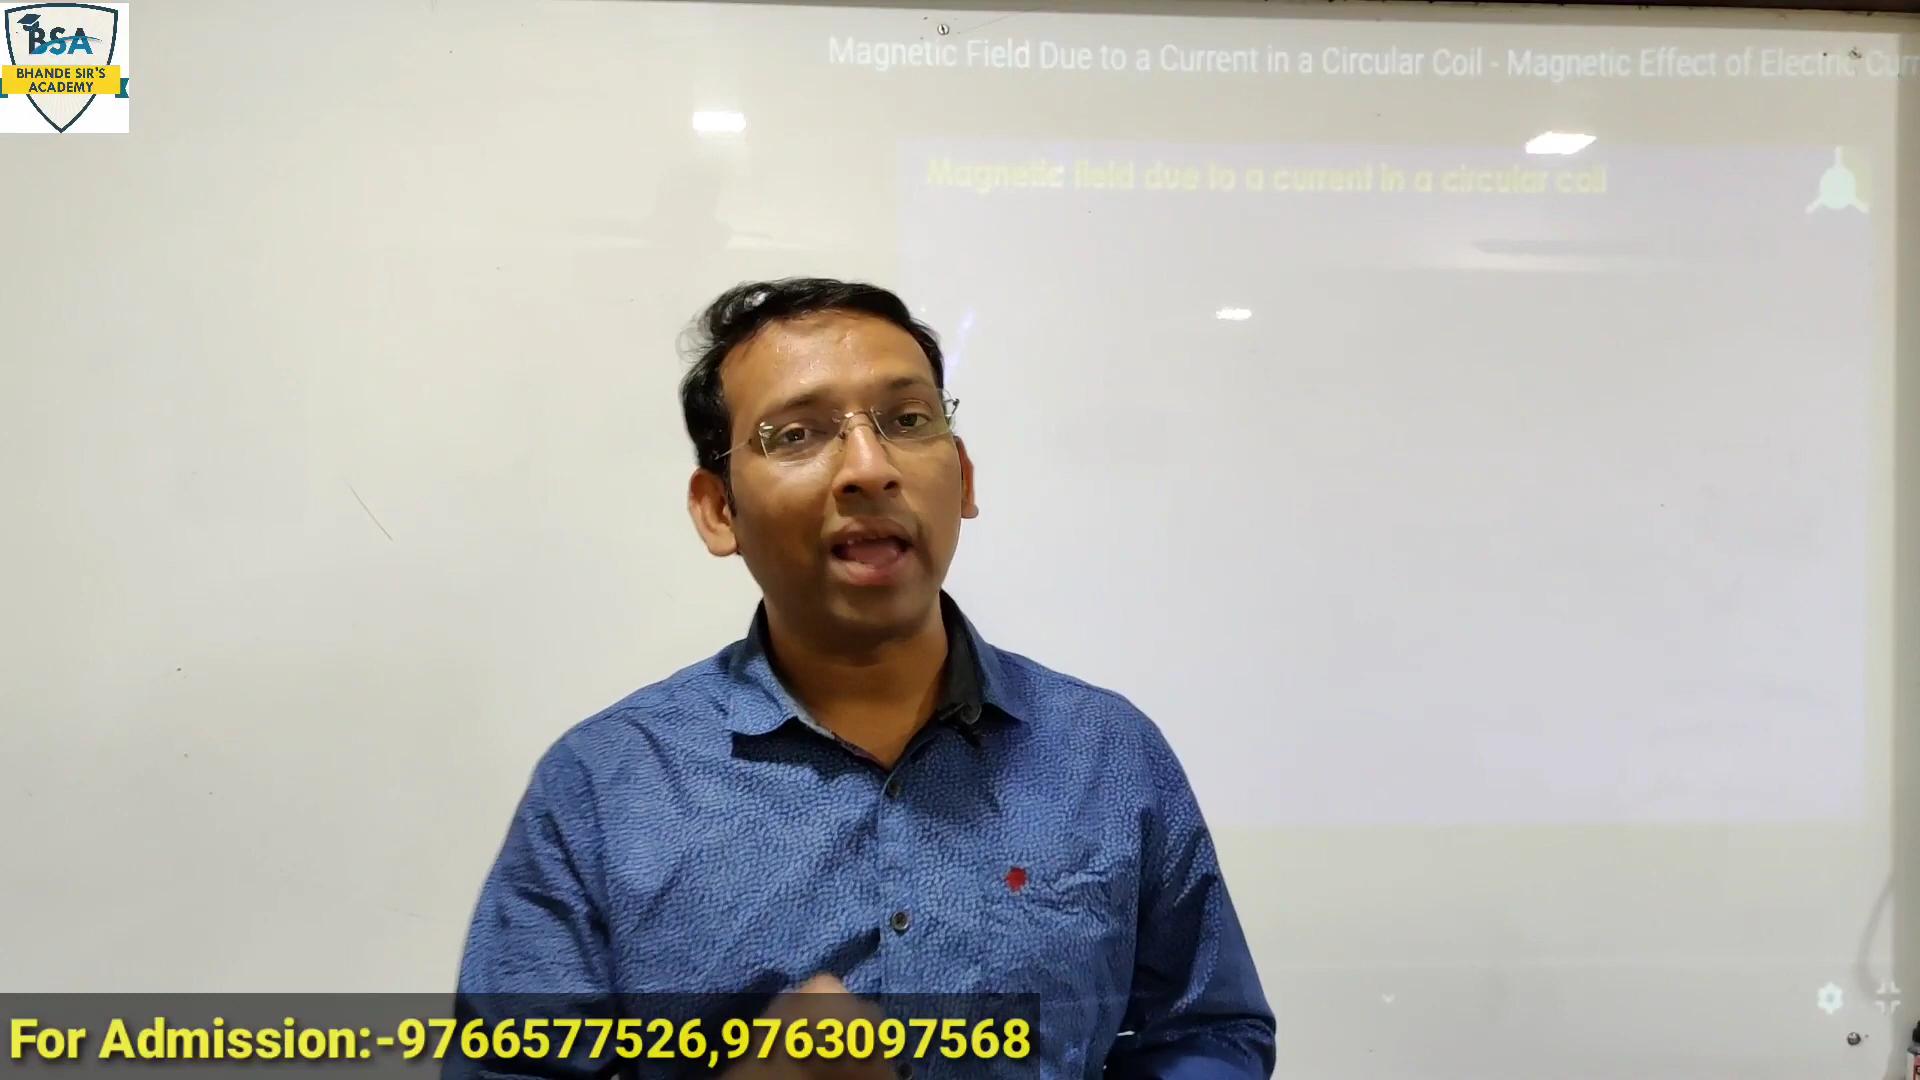 BSA
BHANDE SIR'S
ACADEMY
Magnetic Field Due to a Current in a Circular Coil - Magnetic Effect of Electric Curr
Magnetic field due to a current in a circular coil
For Admission:-9766577526,9763097568